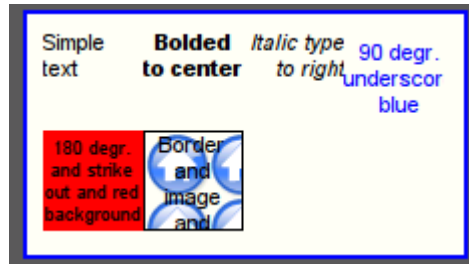 Simple
text
Bolded
to center
Italic type
to right
90 degr.
underscor
blue
180 degr.
and strike
out and red
background
Border
and
image
and